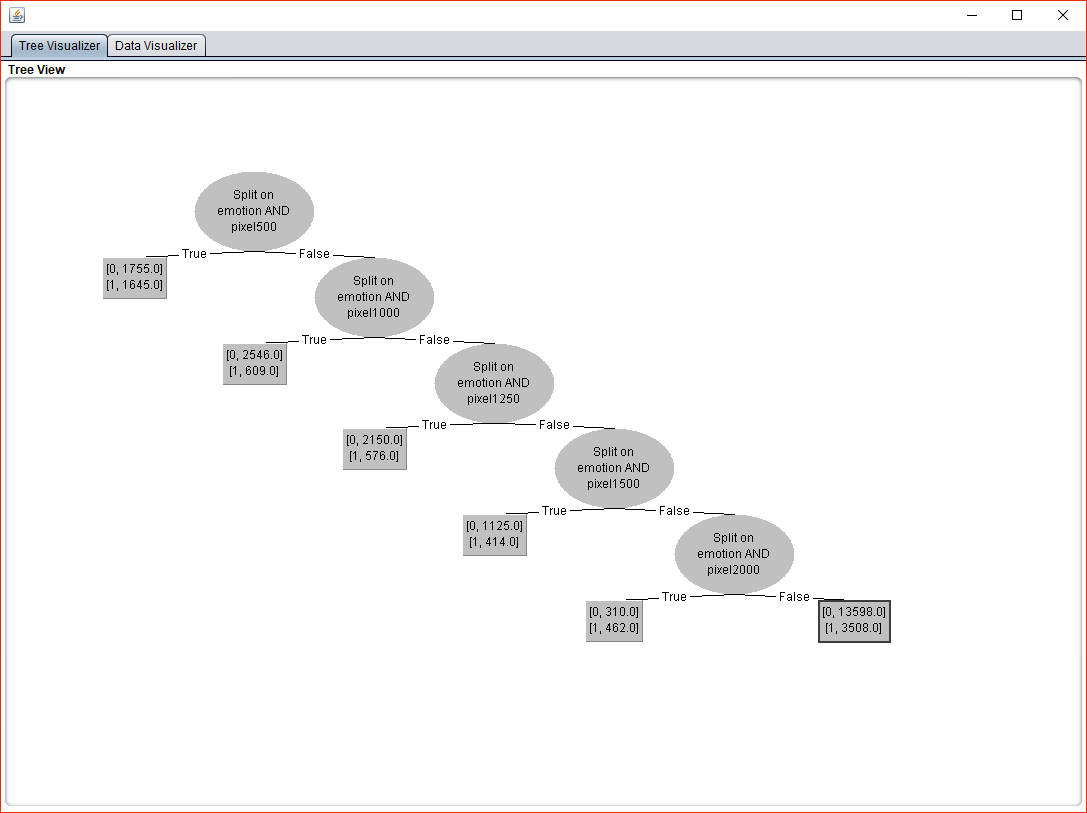 Tree Visualizer Data Visualizer
Tree View
Split on
emotion AND
pixel500
True False
[0, 1755.0]
[1, 1645.0]
Split on
emotion AND
pixel1000
True False
[0, 2546.0]
[1, 609.0]
Split on
emotion AND
pixel1250
True False
[0, 2150.0]
[1, 576.0]
Split on
emotion AND
pixel1500
True False
[0, 1125.0]
[1, 414.0]
Split on
emotion AND
pixel2000
True False
[0, 310.0]
[1, 462.0]
[0, 13598.0]
[1, 3508.0]